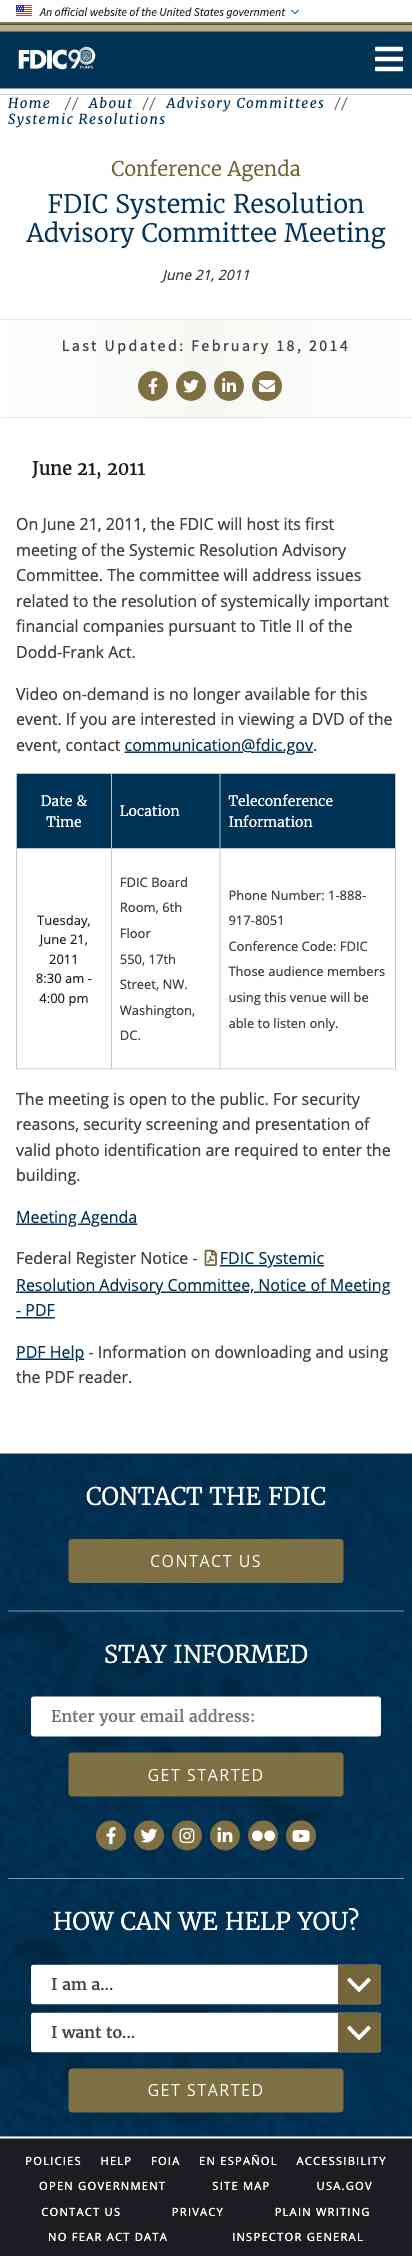 An official website of the United States government
FDIC90
YEARS
Home // About // Advisory Committees //
Systemic Resolutions
Conference Agenda
FDIC Systemic Resolution
Advisory Committee Meeting
June 21, 2011
Last Updated: February 18, 2014
June 21, 2011
On June 21, 2011, the FDIC will host its first
meeting of the Systemic Resolution Advisory
Committee. The committee will address issues
related to the resolution of systemically important
financial companies pursuant to Title II of the
Dodd-Frank Act.
Video on-demand is no longer available for this
event. If you are interested in viewing a DVD of the
event, contact communication@fdic.gov.
Date &
Time
Location
Teleconference
Information
Tuesday,
June 21,
2011
8:30 am -
4:00 pm
FDIC Board
Room, 6th
Floor
550, 17th
Street, NW.
Washington,
DC.
Phone Number: 1-888-
917-8051
Conference Code: FDIC
Those audience members
using this venue will be
able to listen only.
The meeting is open to the public. For security
reasons, security screening and presentation of
valid photo identification are required to enter the
building.
Meeting Agenda
Federal Register Notice - FDIC Systemic
Resolution Advisory Committee, Notice of Meeting
- PDF
PDF Help - Information on downloading and using
the PDF reader.
CONTACT THE FDIC
CONTACT US
STAY INFORMED
Enter your email address:
GET STARTED
HOW CAN WE HELP YOU?
I am a...
I want to...
GET STARTED
POLICIES HELP FOIA EN ESPAÑOL ACCESSIBILITY
OPEN GOVERNMENT SITE MAP USA.GOV
CONTACT US PRIVACY PLAIN WRITING
NO FEAR ACT DATA INSPECTOR GENERAL